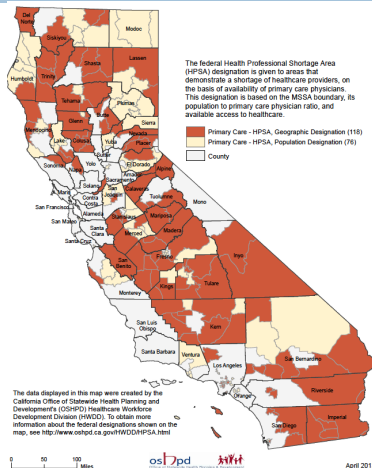 Del
Norte
Siskiyou
Modoc
Shasta
Lassen
Humboldt
Trinity
Tehama
Plumas
Butte
Glenn
Sierra
Mendocino
Nevada
Lake
Colusa
Yuba
Placer
Sutter
El Dorado
Sonoma
Napa
Yolo
Alpine
Amador
Sacramento
Solano
Calaveras
Marin
San
Joaquin
Contra
Costa
Tuolumne
Mono
San Francisco
Alameda
Stanislaus
Mariposa
San Mateo
Santa
Clara
Merced
Madera
Santa Cruz
Fresno
Inyo
San
Benito
Kings
Tulare
Monterey
San Luis
Obispo
Kern
Santa Barbara
Ventura
Los Angeles
San Bernardino
Orange
Riverside
San Diego
Imperial
The federal Health Professional Shortage Area
(HPSA) designation is given to areas that
demonstrate a shortage of healthcare providers, on
the basis of availability of primary care physicians.
This designation is based on the MSSA boundary, its
population to primary care physician ratio, and
available access to healthcare.
Primary Care - HPSA, Geographic Designation (118)
Primary Care - HPSA, Population Designation (76)
County
The data displayed in this map were created by the
California Office of Statewide Health Planning and
Development's (OSHPD) Healthcare Workforce
Development Division (HWDD). To obtain more
information about the federal designations shown on the
map, see http://www.oshpd.ca.gov/HWDD/HPSA.html
0 50 100
Miles
oshpd
April 201